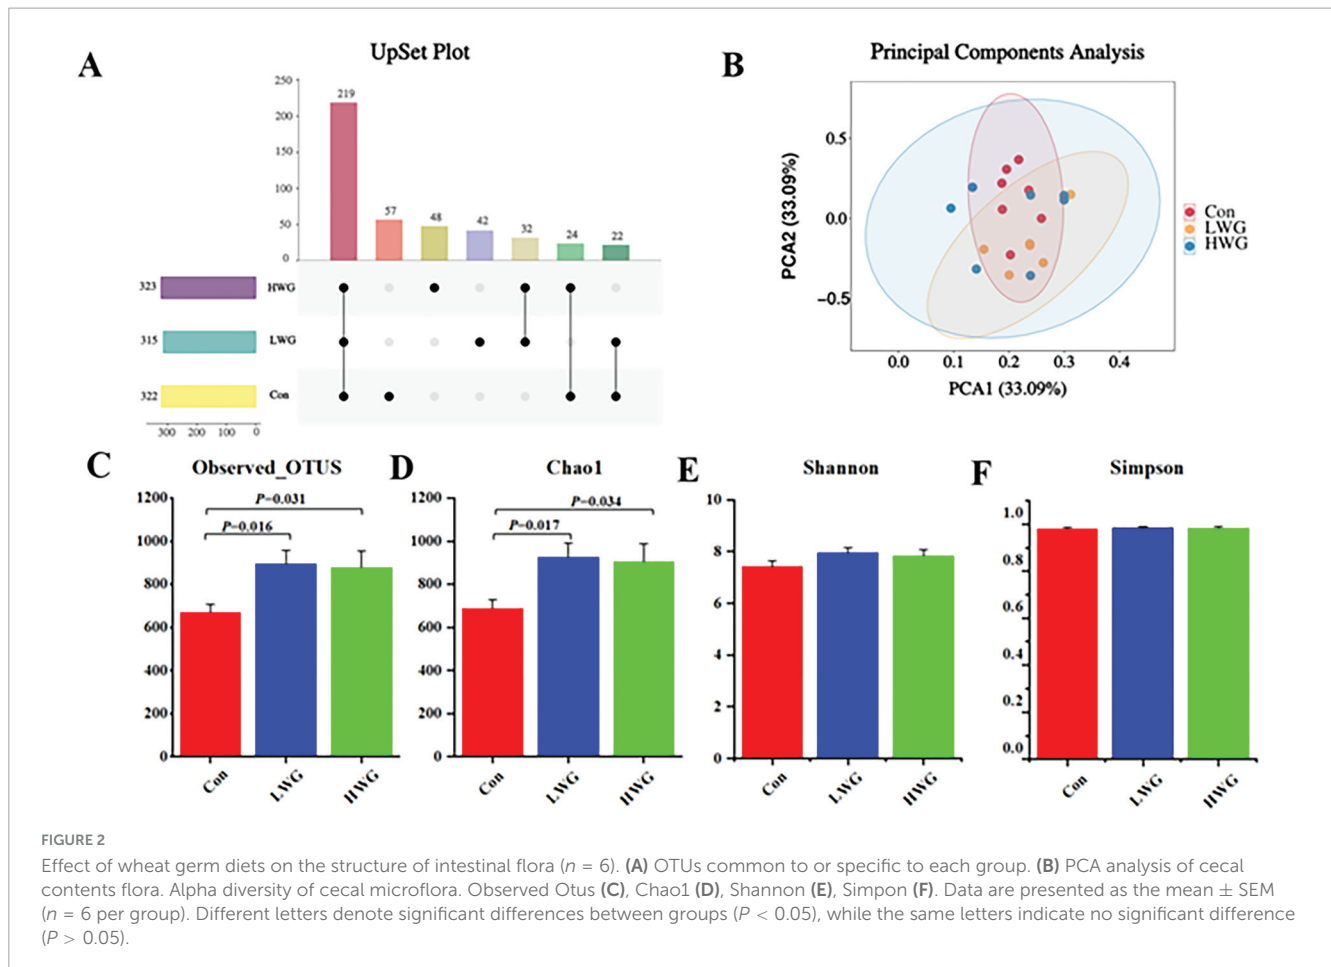 A
UpSet Plot
250
200
150
100
50
0
219
57
48
42
32
24
22
323
HWG
315
LWG
322
Con
300 200 100 0
B
Principal Components Analysis
PCA2 (33.09%)
0.5
0.0
−0.5
0.0 0.1 0.2 0.3 0.4
PCA1 (33.09%)
Con
LWG
HWG
C
Observed_OTUS
1200
1000
800
600
400
200
0
P=0.031
P=0.016
Con LWG HWG
D
Chao1
1200
1000
800
600
400
200
0
P=0.034
P=0.017
Con LWG HWG
E
Shannon
10
8
6
4
2
0
Con LWG HWG
F
Simpson
1.0
0.8
0.6
0.4
0.2
0.0
Con LWG HWG
FIGURE 2
Effect of wheat germ diets on the structure of intestinal flora (n = 6). (A) OTUs common to or specific to each group. (B) PCA analysis of cecal
contents flora. Alpha diversity of cecal microflora. Observed Otus (C), Chao1 (D), Shannon (E), Simpon (F). Data are presented as the mean ± SEM
(n = 6 per group). Different letters denote significant differences between groups (P < 0.05), while the same letters indicate no significant difference
(P > 0.05).